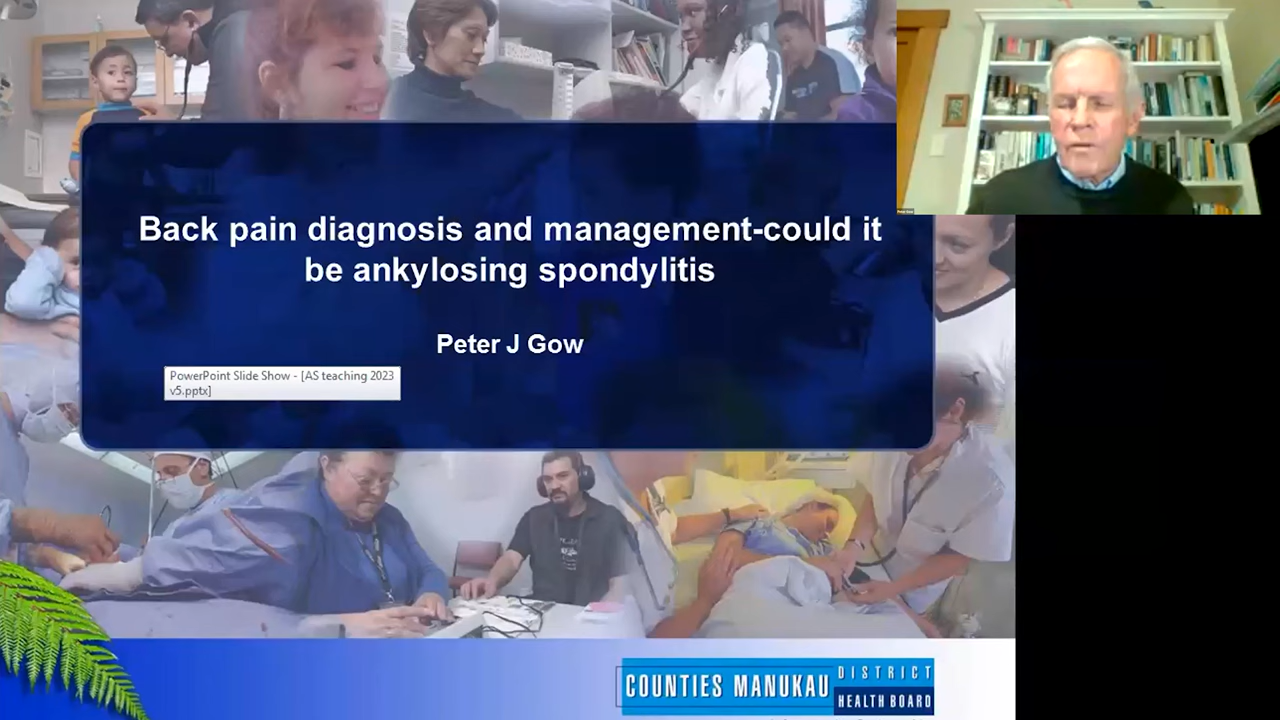 Back pain diagnosis and management-could it
be ankylosing spondylitis
Peter J Gow
PowerPoint Slide Show - [AS teaching 2023
v5.pptx]
COUNTIES MANUKAU
DISTRICT
HEALTH BOARD